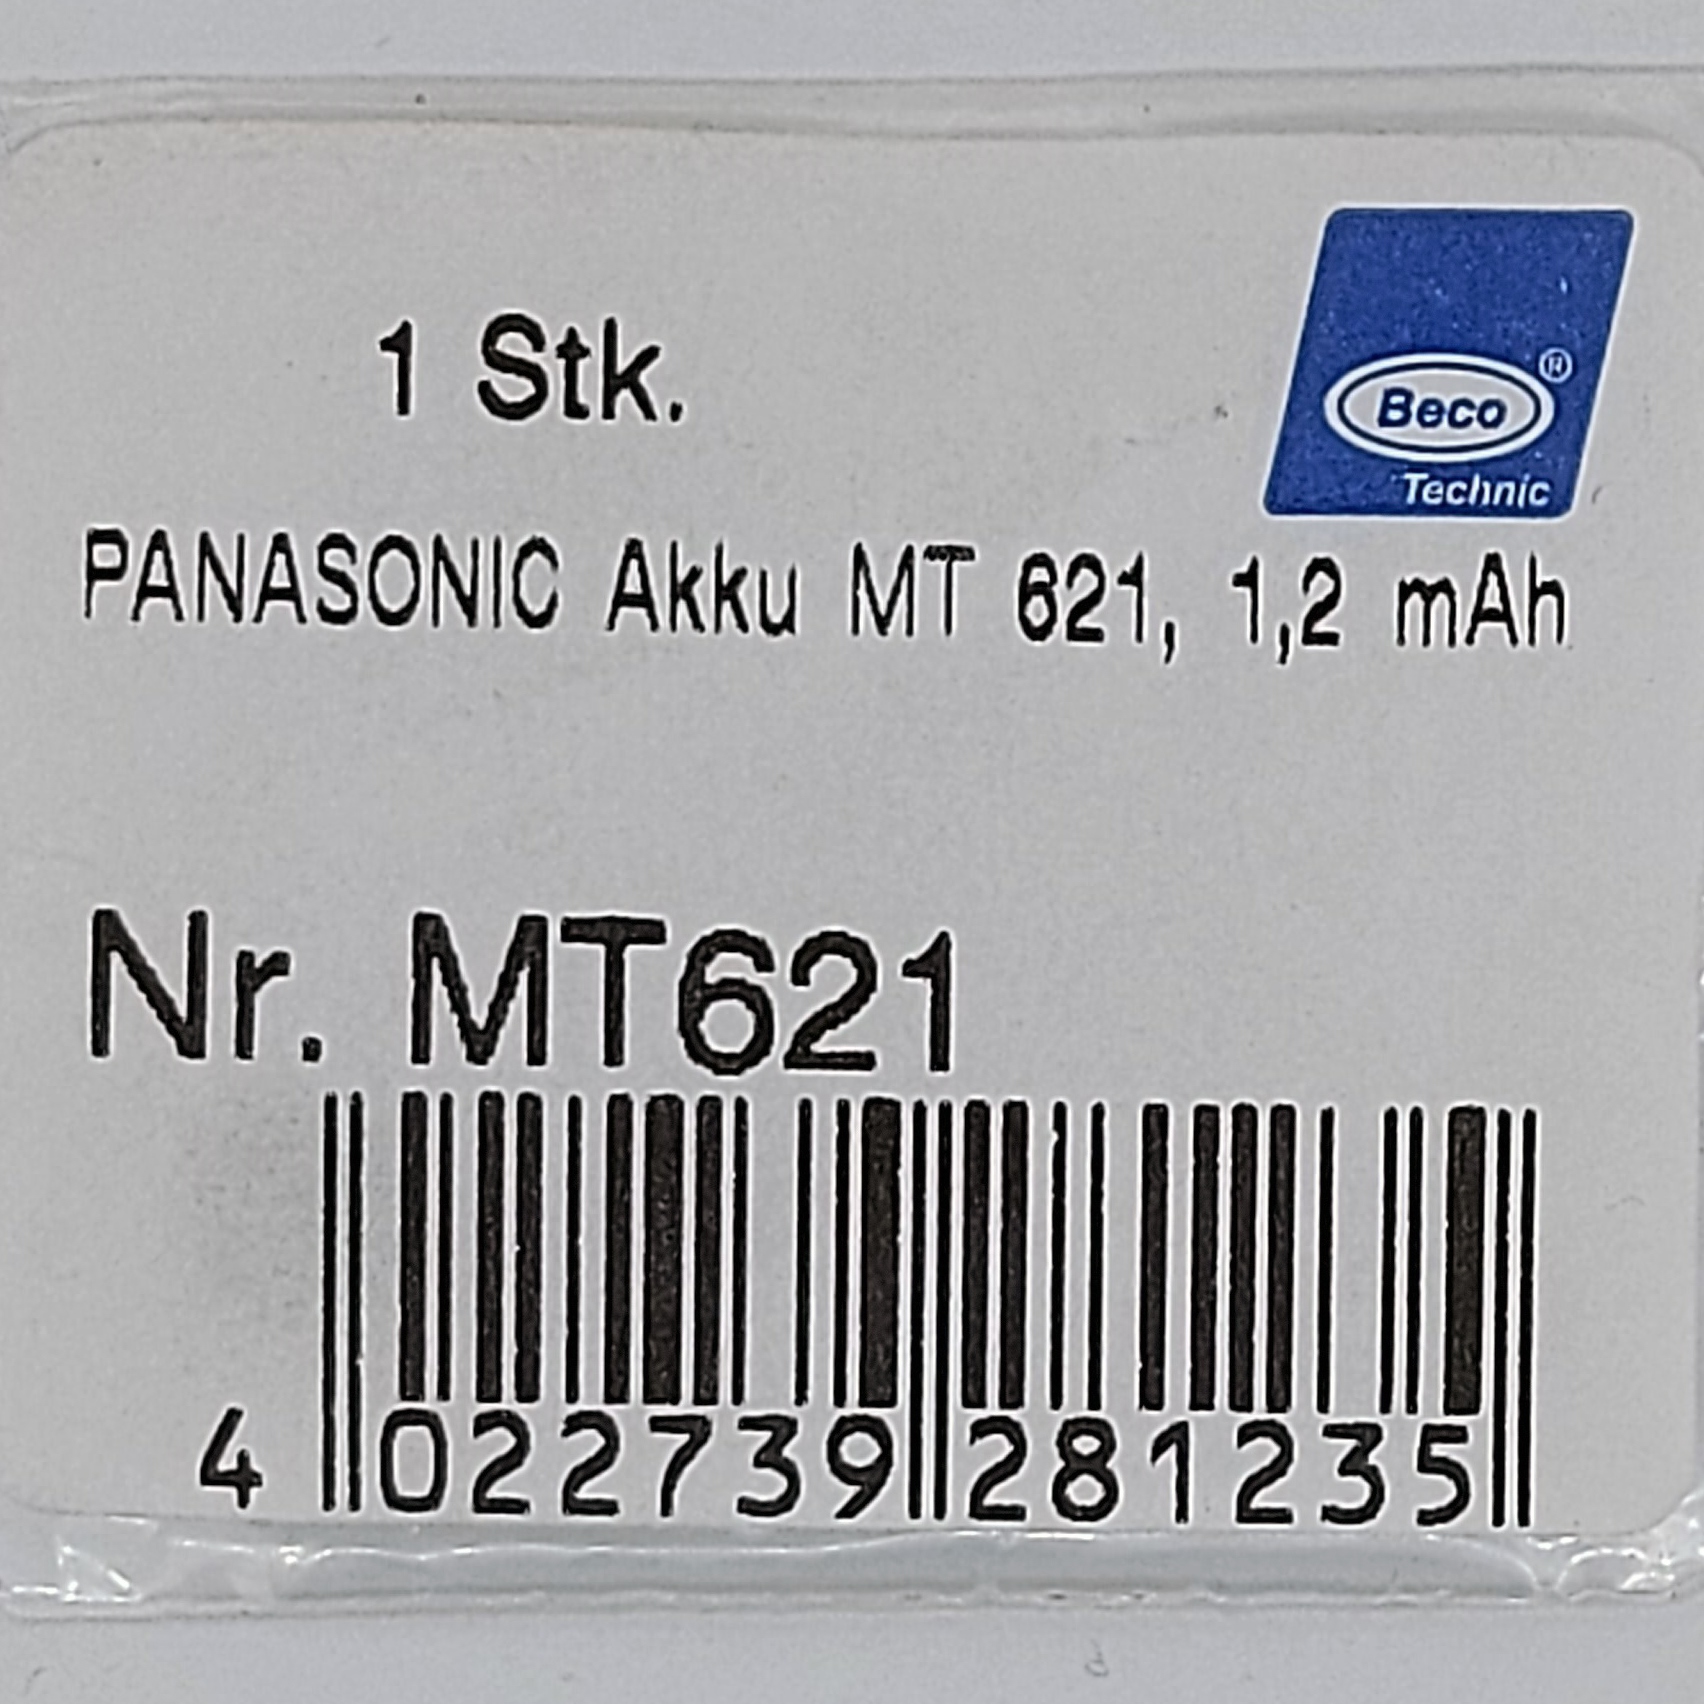 1 Stk.
Beco ®
Technic
PANASONIC Akku MT 621, 1,2 mAh
Nr. MT621
4 022739 281235